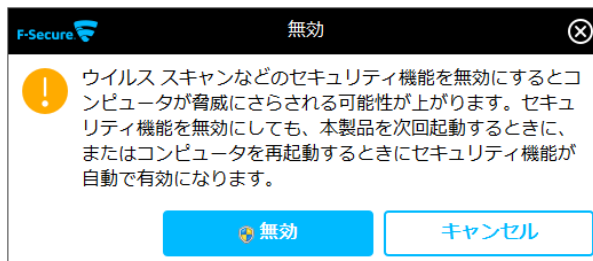 F-Secure.
無効
ウイルス スキャンなどのセキュリティ機能を無効にするとコ
ンピュータが脅威にさらされる可能性が上がります。セキュ
リティ機能を無効にしても、本製品を次回起動するときに、
またはコンピュータを再起動するときにセキュリティ機能が
自動で有効になります。
無効
キャンセル